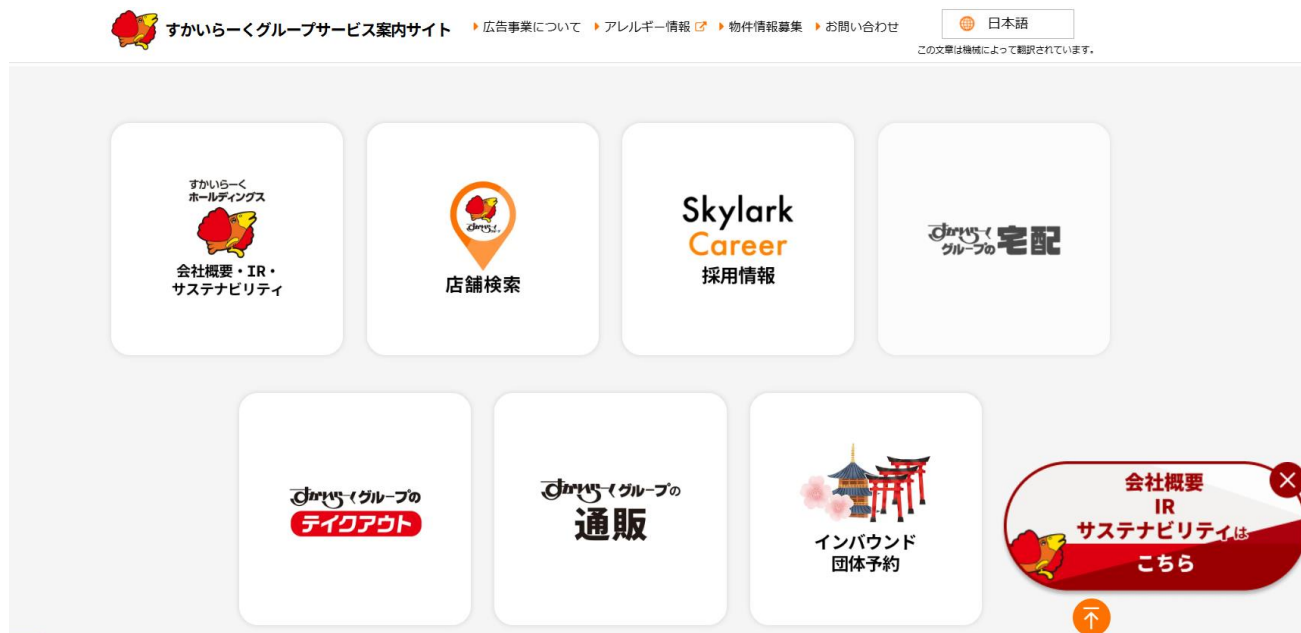 すかいらーくグループサービス案内サイト
広告事業について
アレルギー情報
物件情報募集
お問い合わせ
日本語
この文章は機械によって翻訳されています。
すかいらーく
ホールディングス
会社概要・IR・
サステナビリティ
すかいらーく
店舗検索
Skylark
Career
採用情報
すかいらーく
グループの宅配
すかいらーくグループの
テイクアウト
すかいらーくグループの
通販
インバウンド
団体予約
会社概要
IR
サステナビリティは
こちら